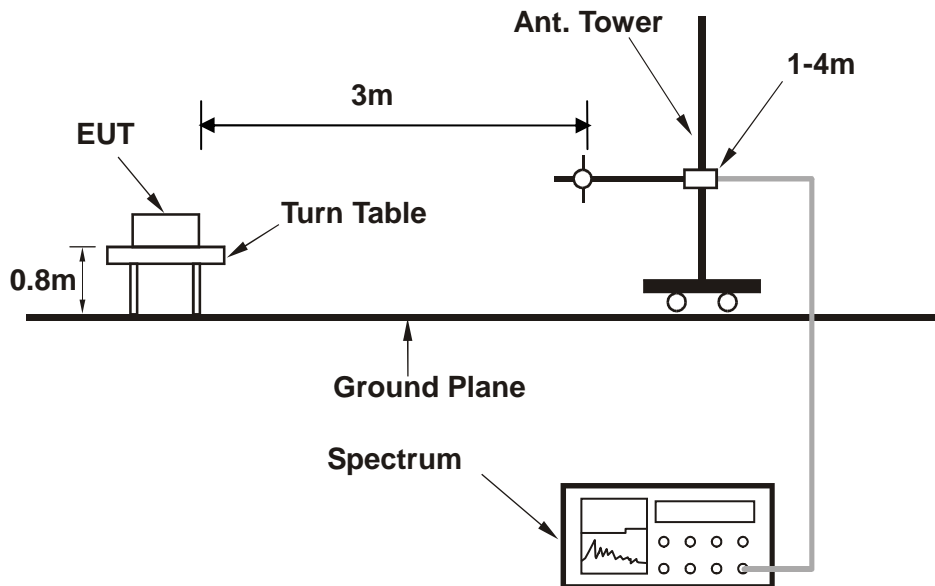 Ant. Tower
1-4m
3m
EUT
Turn Table
0.8m
Ground Plane
Spectrum